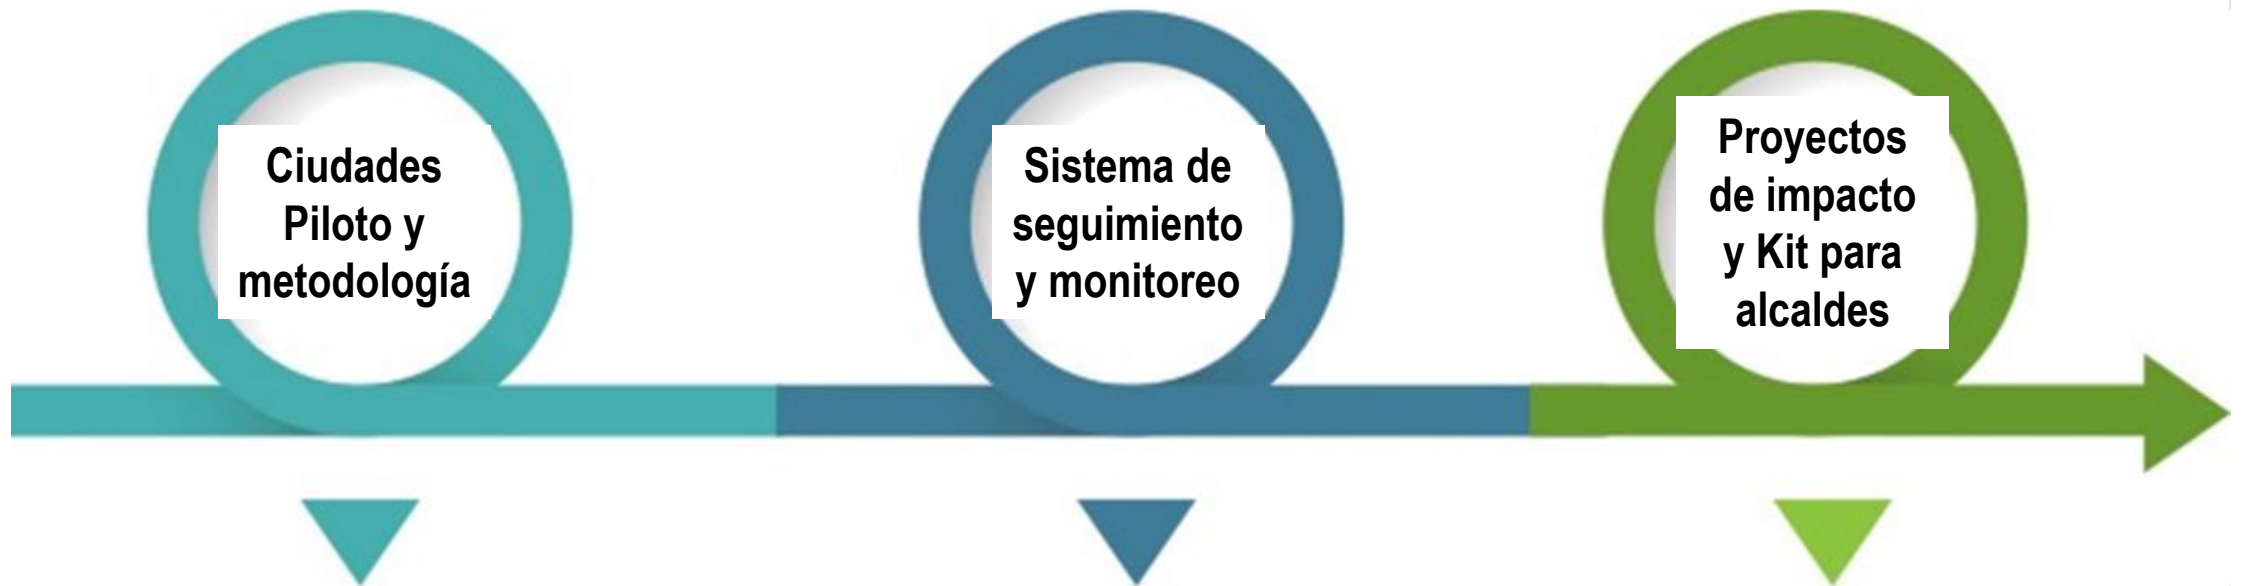 Ciudades
Piloto y
metodología
Sistema de
seguimiento
y monitoreo
Proyectos
de impacto
y Kit para
alcaldes